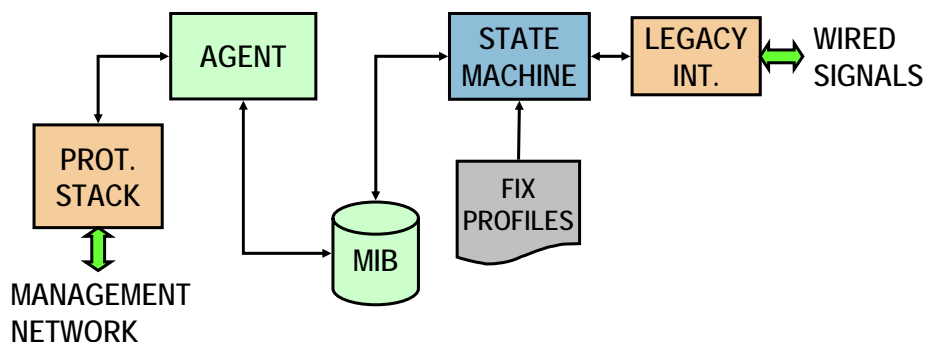 AGENT
STATE
MACHINE
LEGACY
INT.
WIRED
SIGNALS
PROT.
STACK
FIX
PROFILES
MIB
MANAGEMENT
NETWORK